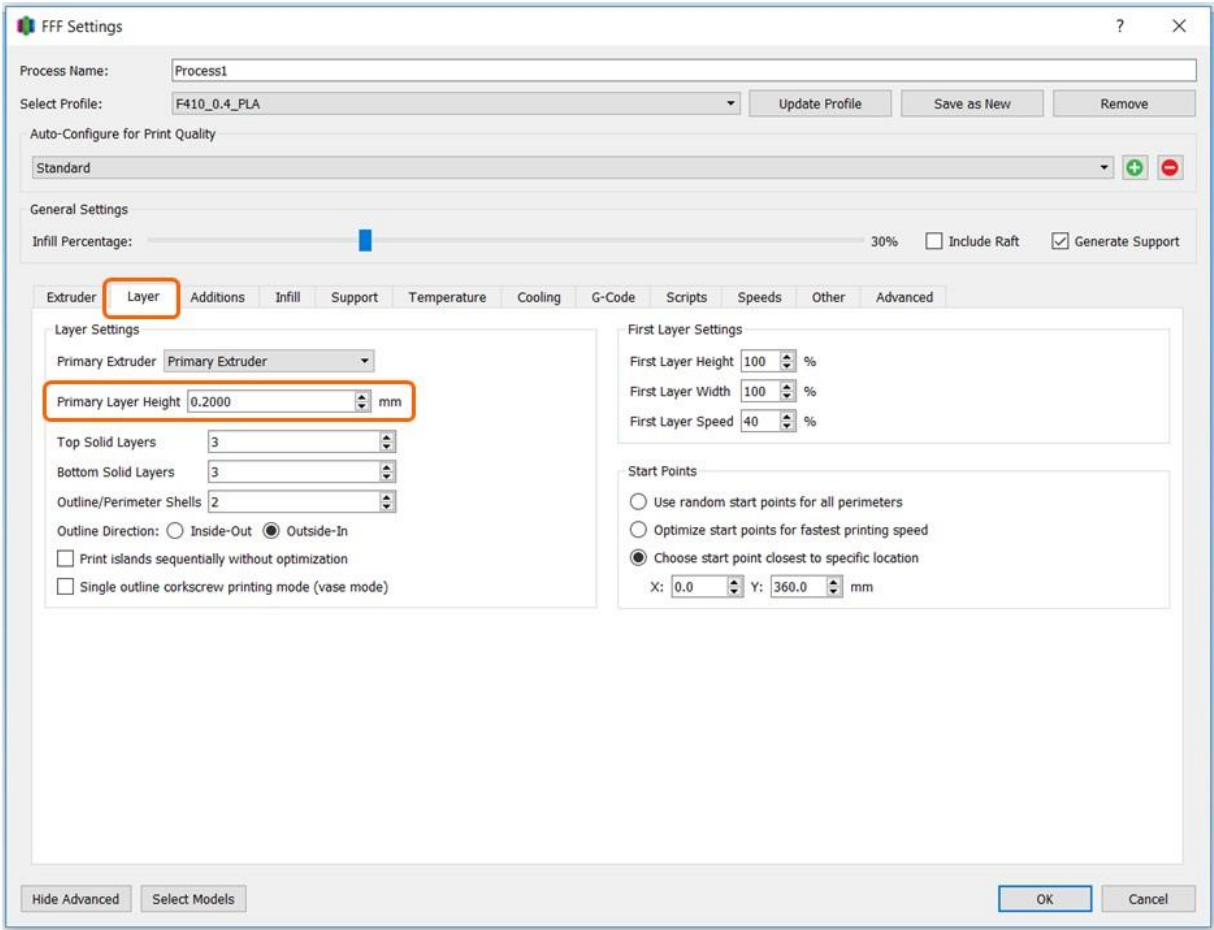 FFF Settings ?
Process Name: Process1
Select Profile: F410_0.4_PLA Update Profile Save as New Remove
Auto-Configure for Print Quality
Standard
General Settings
Infill Percentage: 30% Include Raft Generate Support
Extruder Layer Additions Infill Support Temperature Cooling G-Code Scripts Speeds Other Advanced
Layer Settings
Primary Extruder Primary Extruder
Primary Layer Height 0.2000 mm
Top Solid Layers 3
Bottom Solid Layers 3
Outline/Perimeter Shells 2
Outline Direction: Inside-Out Outside-In
Print islands sequentially without optimization
Single outline corkscrew printing mode (vase mode)
First Layer Settings
First Layer Height 100 %
First Layer Width 100 %
First Layer Speed 40 %
Start Points
Use random start points for all perimeters
Optimize start points for fastest printing speed
Choose start point closest to specific location
X: 0.0 Y: 360.0 mm
Hide Advanced Select Models OK Cancel